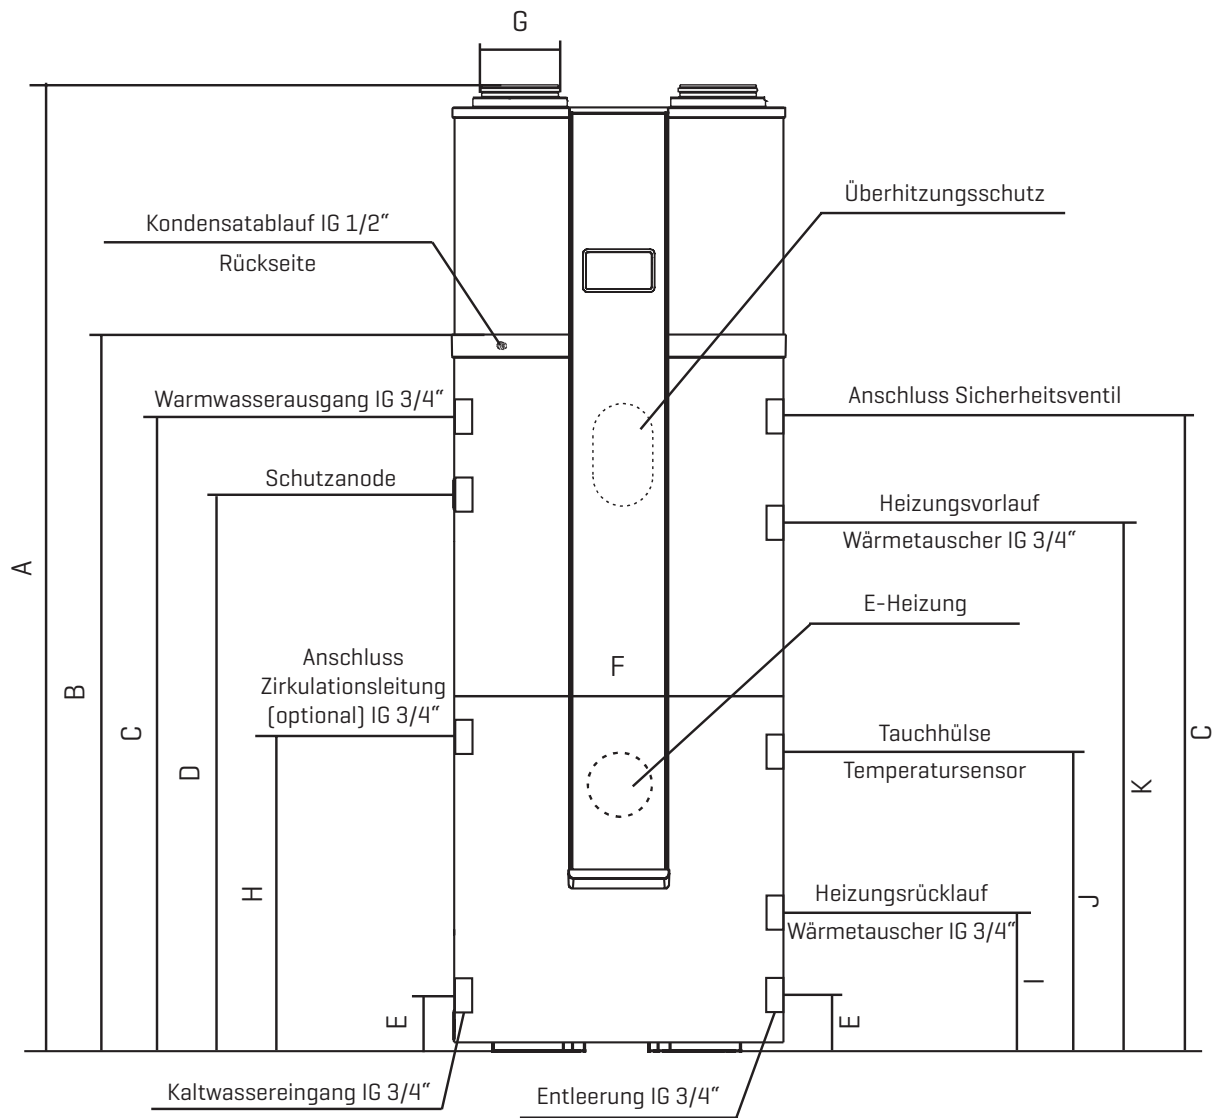 G
Überhitzungsschutz
Kondensatablauf IG 1/2“
Rückseite
Warmwasserausgang IG 3/4“
Anschluss Sicherheitsventil
Schutzanode
Heizungsvorlauf
Wärmetauscher IG 3/4“
A
E-Heizung
Anschluss
Zirkulationsleitung
(optional) IG 3/4“
F
B
C
D
H
E
Tauchhülse
Temperatursensor
C
K
J
Heizungsrücklauf
Wärmetauscher IG 3/4“
I
E
Kaltwassereingang IG 3/4“
Entleerung IG 3/4“